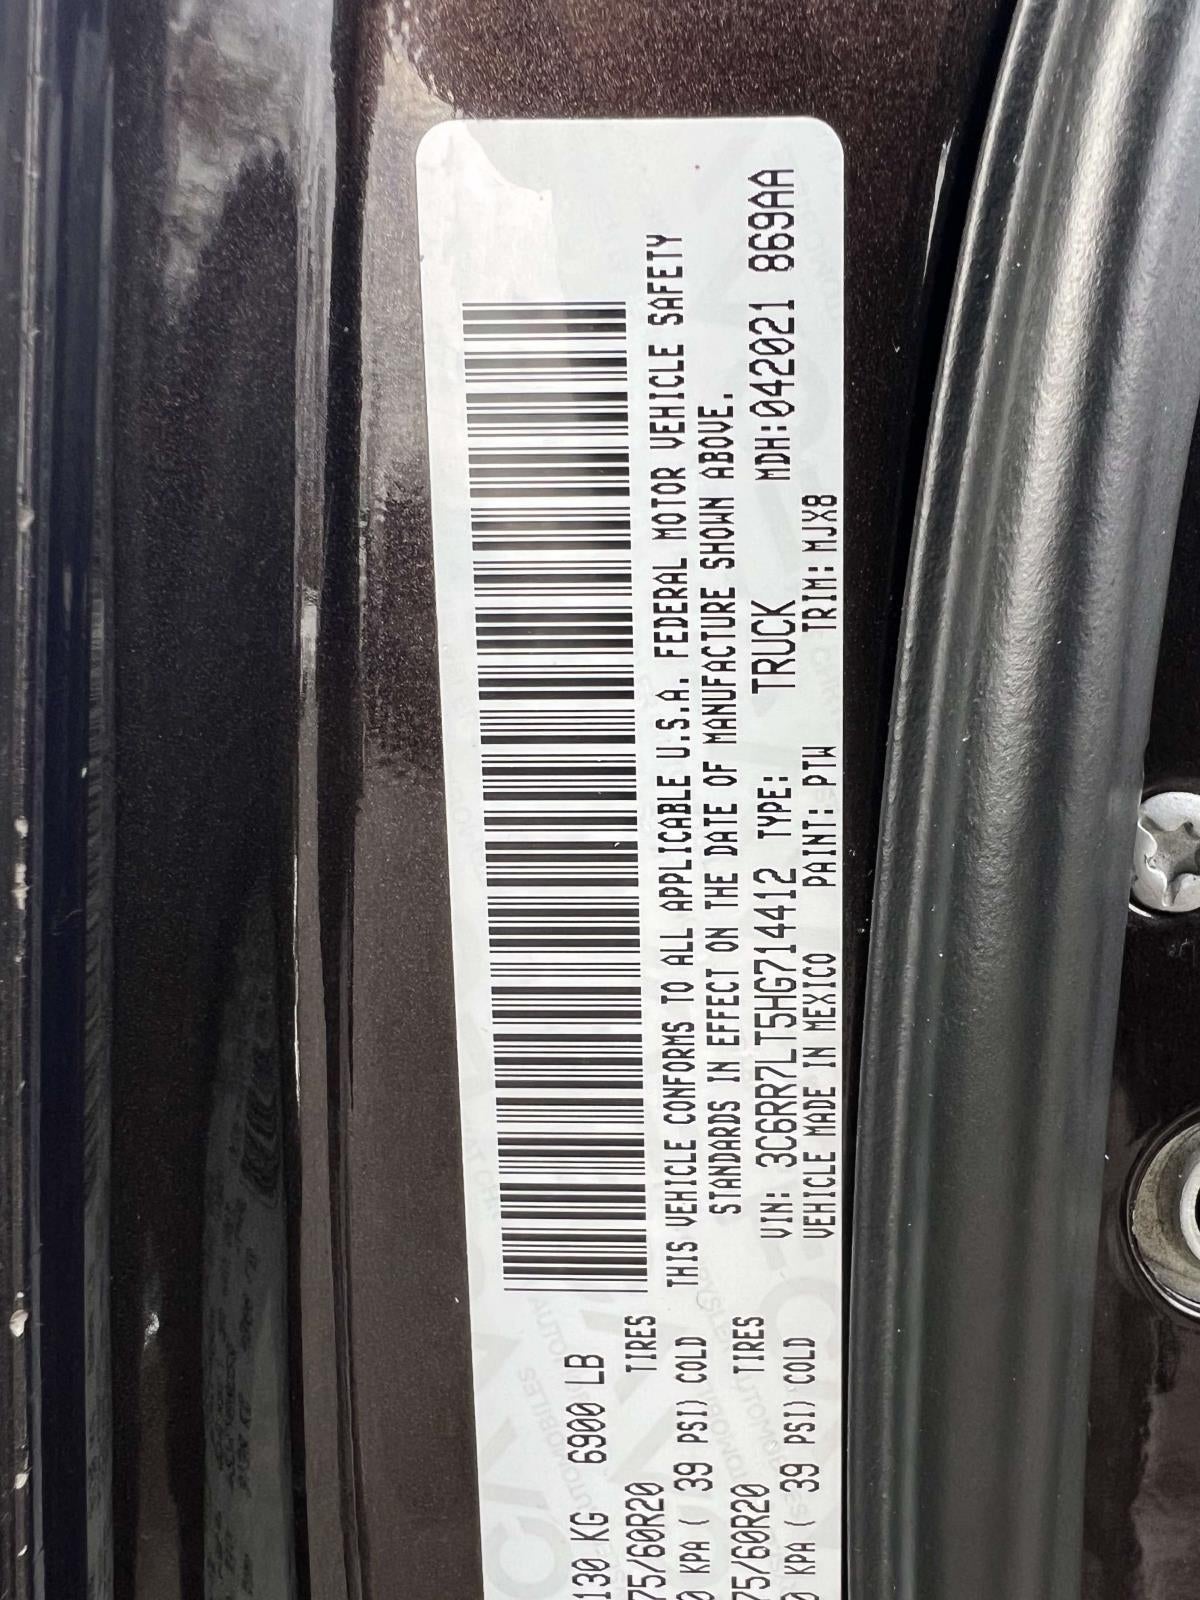 130 KG 6900 LB
75/60R20 TIRES
0 KPA ( 39 PSI) COLD
75/60R20 TIRES
0 KPA ( 39 PSI) COLD
THIS VEHICLE CONFORMS TO ALL APPLICABLE U.S.A. FEDERAL MOTOR VEHICLE SAFETY
STANDARDS IN EFFECT ON THE DATE OF MANUFACTURE SHOWN ABOVE.
VIN: 3C6RR7LT5HG714412 TYPE: TRUCK MDH:042021 869AA
VEHICLE MADE IN MEXICO PAINT: PTW TRIM: MJX8